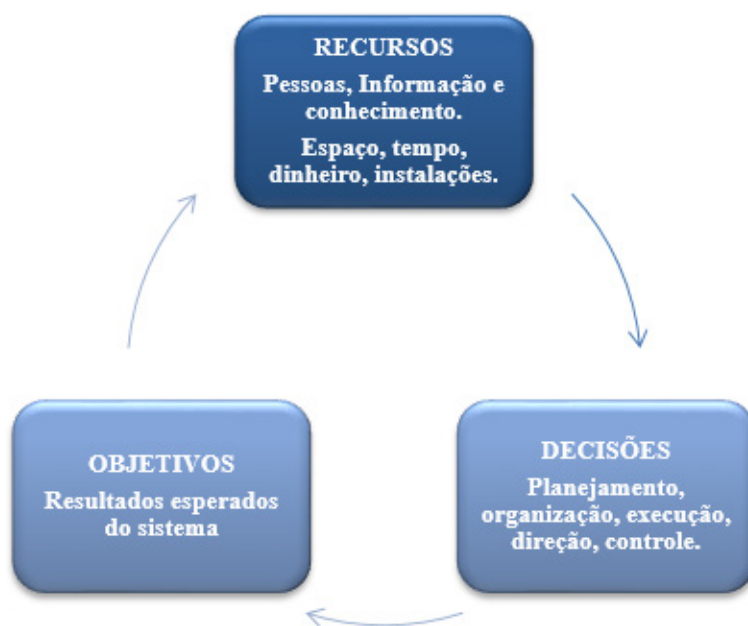 RECURSOS
Pessoas, Informação e
conhecimento.
Espaço, tempo,
dinheiro, instalações.
OBJETIVOS
Resultados esperados
do sistema
DECISÕES
Planejamento,
organização, execução,
direção, controle.